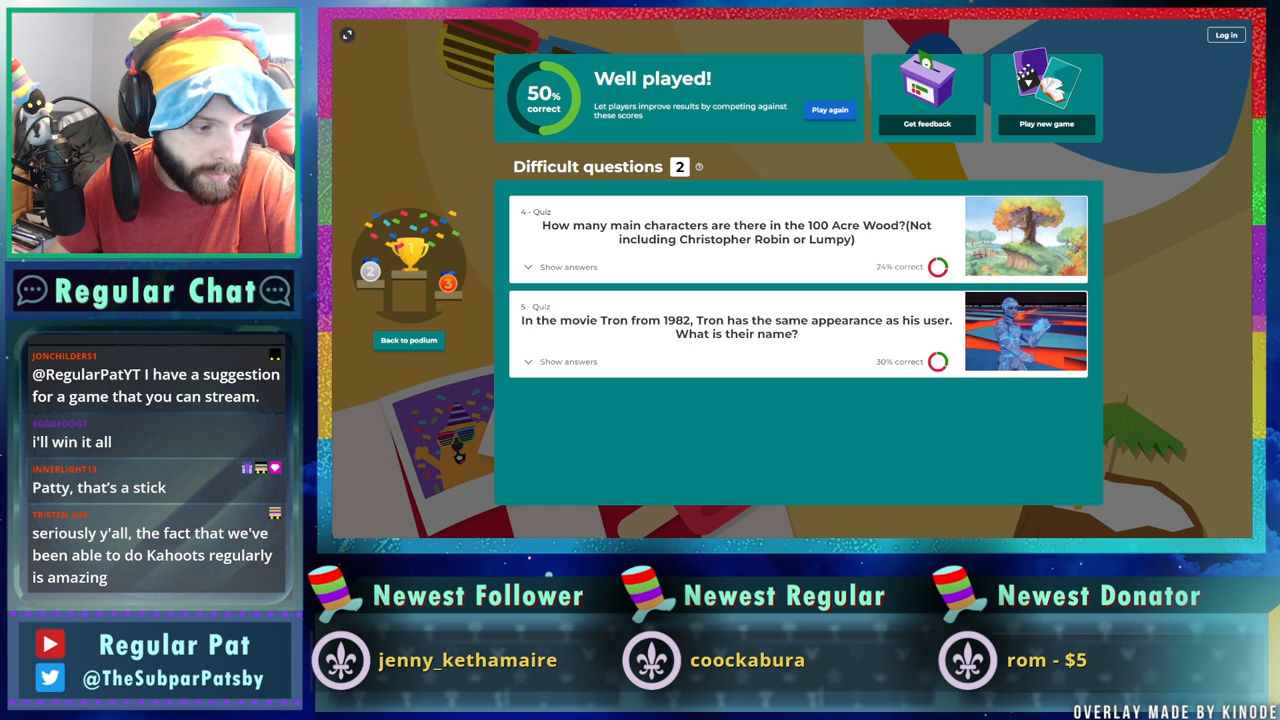 Log in
50%
correct
Well played!
Let players improve results by competing against
these scores
Play again
Get feedback
Play new game
Difficult questions 2
4 - Quiz
How many main characters are there in the 100 Acre Wood?(Not
including Christopher Robin or Lumpy)
Show answers
24% correct
5 - Quiz
In the movie Tron from 1982, Tron has the same appearance as his user.
What is their name?
Show answers
30% correct
1
2
3
Back to podium
Regular Chat
JONCHILDERS1
@RegularPatYT I have a suggestion
for a game that you can stream.
i'll win it all
INNERLIGHT13
Patty, that's a stick
seriously y'all, the fact that we've
been able to do Kahoots regularly
is amazing
Regular Pat
@TheSubparPatsby
Newest Follower
jenny_kethamaire
Newest Regular
coockabura
Newest Donator
rom - $5
OVERLAY MADE BY KINODE